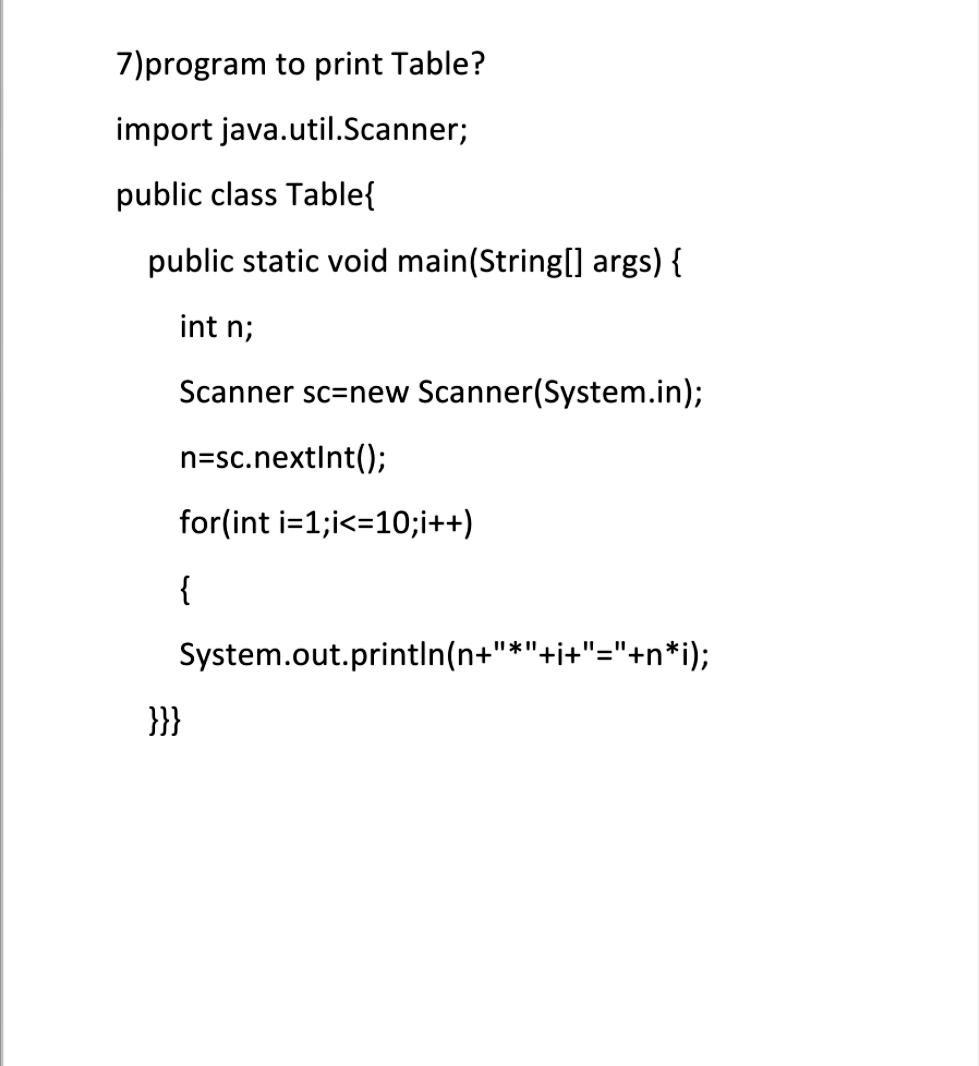 7)program to print Table?
import java.util.Scanner;
public class Table{
public static void main(String[] args) {
int n;
Scanner sc=new Scanner(System.in);
n=sc.nextInt();
for(int i=1;i<=10;i++)
{
System.out.println(n+"*"+i+"="+n*i);
}}}